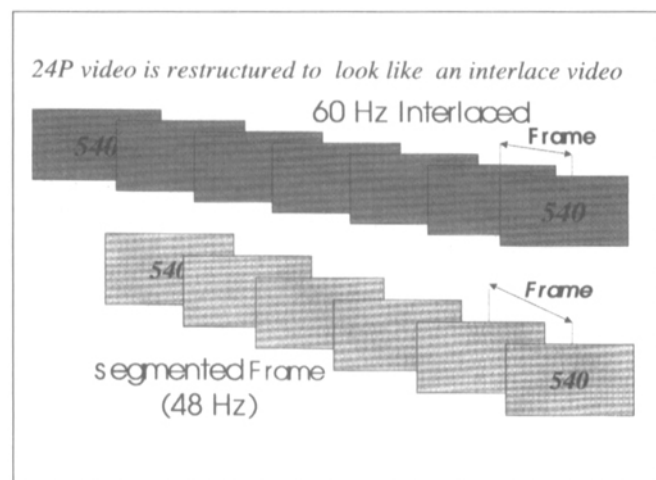 24P video is restructured to look like an interlace video
60 Hz Interlaced
Frame
540
540
Frame
540
segmented Frame
(48 Hz)
540